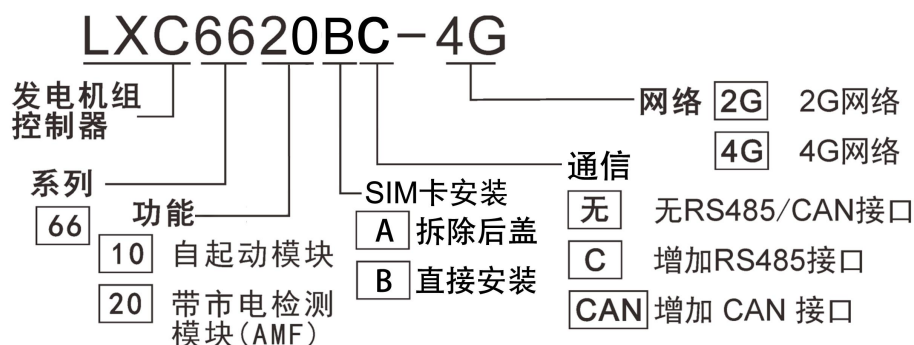 LXC6620BC-4G
发电机组
控制器
网络 2G 2G网络
4G 4G网络
系列
66
功能
10 自起动模块
20 带市电检测
模块(AMF)
SIM卡安装
A 拆除后盖
B 直接安装
通信
无 无RS485/CAN接口
C 增加RS485接口
CAN 增加 CAN 接口